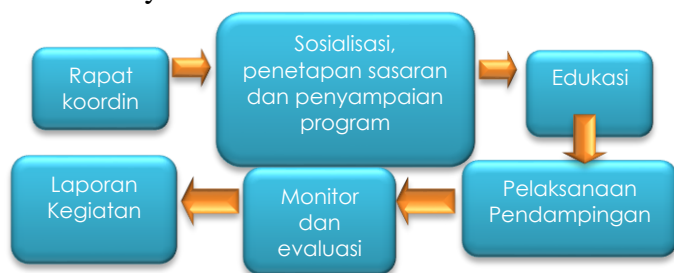 Rapat
koordin
Sosialisasi,
penetapan sasaran
dan penyampaian
program
Edukasi
Pelaksanaan
Pendampingan
Monitor
dan
evaluasi
Laporan
Kegiatan